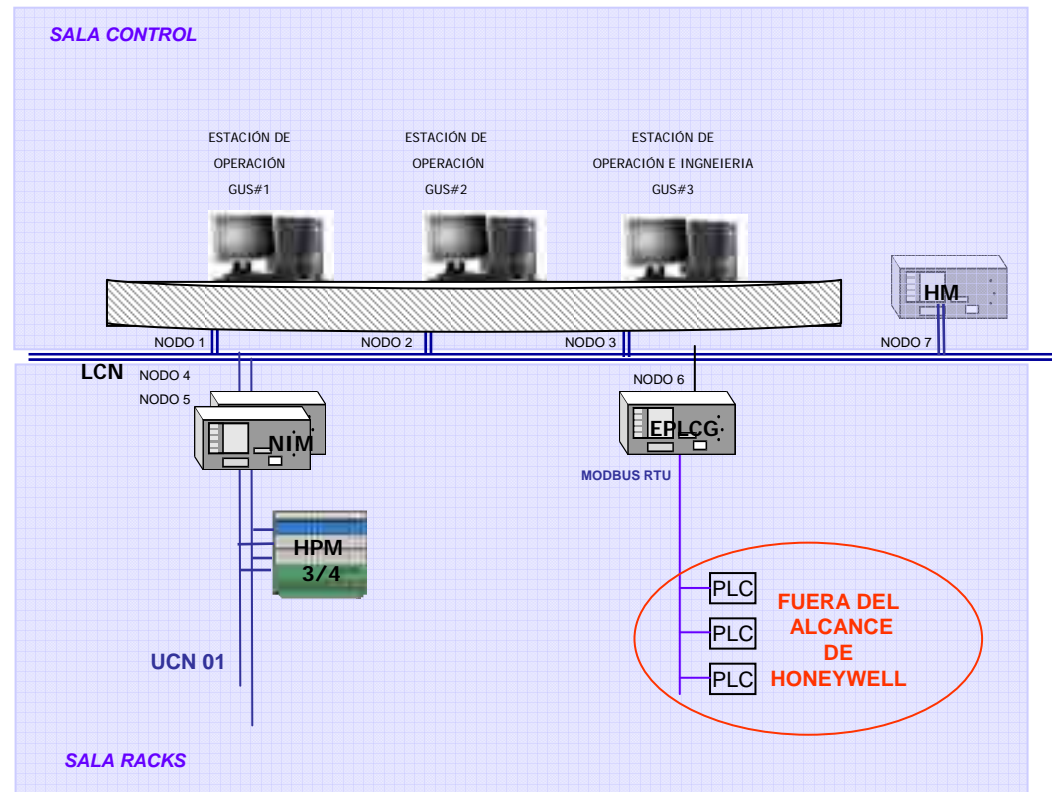 SALA CONTROL
ESTACIÓN DE
OPERACIÓN
GUS#1
ESTACIÓN DE
OPERACIÓN
GUS#2
ESTACIÓN DE
OPERACIÓN E INGNEIERIA
GUS#3
HM
NODO 1
NODO 2
NODO 3
NODO 7
LCN
NODO 4
NODO 5
NIM
NODO 6
EPLCG
MODBUS RTU
HPM
3/4
UCN 01
PLC
PLC
PLC
FUERA DEL
ALCANCE
DE
HONEYWELL
SALA RACKS